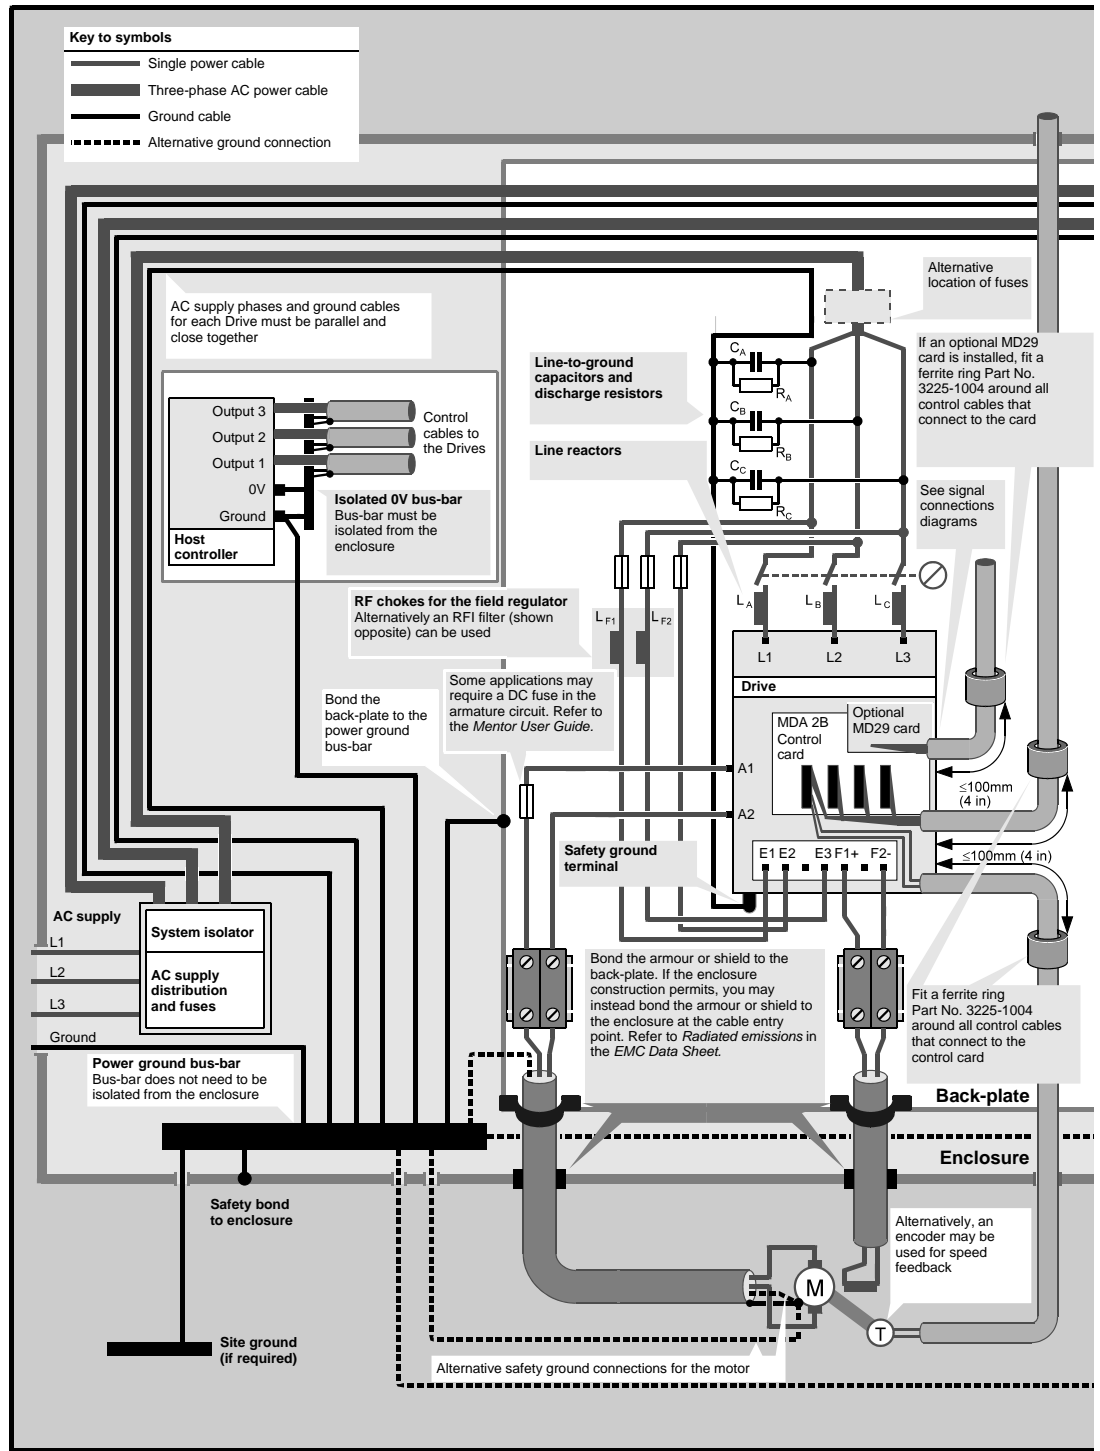 Key to symbols
Single power cable
Three-phase AC power cable
Ground cable
Alternative ground connection
AC supply phases and ground cables
for each Drive must be parallel and
close together
Alternative
location of fuses
If an optional MD29
card is installed, fit a
ferrite ring Part No.
3225-1004 around all
control cables that
connect to the card
Line-to-ground
capacitors and
discharge resistors
CA
RA
CB
RB
CC
RC
Line reactors
Output 3
Output 2
Output 1
0V
Ground
Host
controller
Control
cables to
the Drives
Isolated 0V bus-bar
Bus-bar must be
isolated from the
enclosure
See signal
connections
diagrams
RF chokes for the field regulator
Alternatively an RFI filter (shown
opposite) can be used
LF1
LF2
LA
LB
LC
L1
L2
L3
Drive
Some applications may
require a DC fuse in the
armature circuit. Refer to
the Mentor User Guide.
Bond the
back-plate to the
power ground
bus-bar
MDA 2B
Control
card
Optional
MD29 card
A1
A2
≤100mm
(4 in)
≤100mm (4 in)
E1 E2 E3 F1+ F2-
Safety ground
terminal
AC supply
L1
L2
L3
Ground
System isolator
AC supply
distribution
and fuses
Bond the armour or shield to the
back-plate. If the enclosure
construction permits, you may
instead bond the armour or shield to
the enclosure at the cable entry
point. Refer to Radiated emissions in
the EMC Data Sheet.
Fit a ferrite ring
Part No. 3225-1004
around all control cables
that connect to the
control card
Power ground bus-bar
Bus-bar does not need to be
isolated from the enclosure
Back-plate
Enclosure
Safety bond
to enclosure
Alternatively, an
encoder may be
used for speed
feedback
M
T
Site ground
(if required)
Alternative safety ground connections for the motor